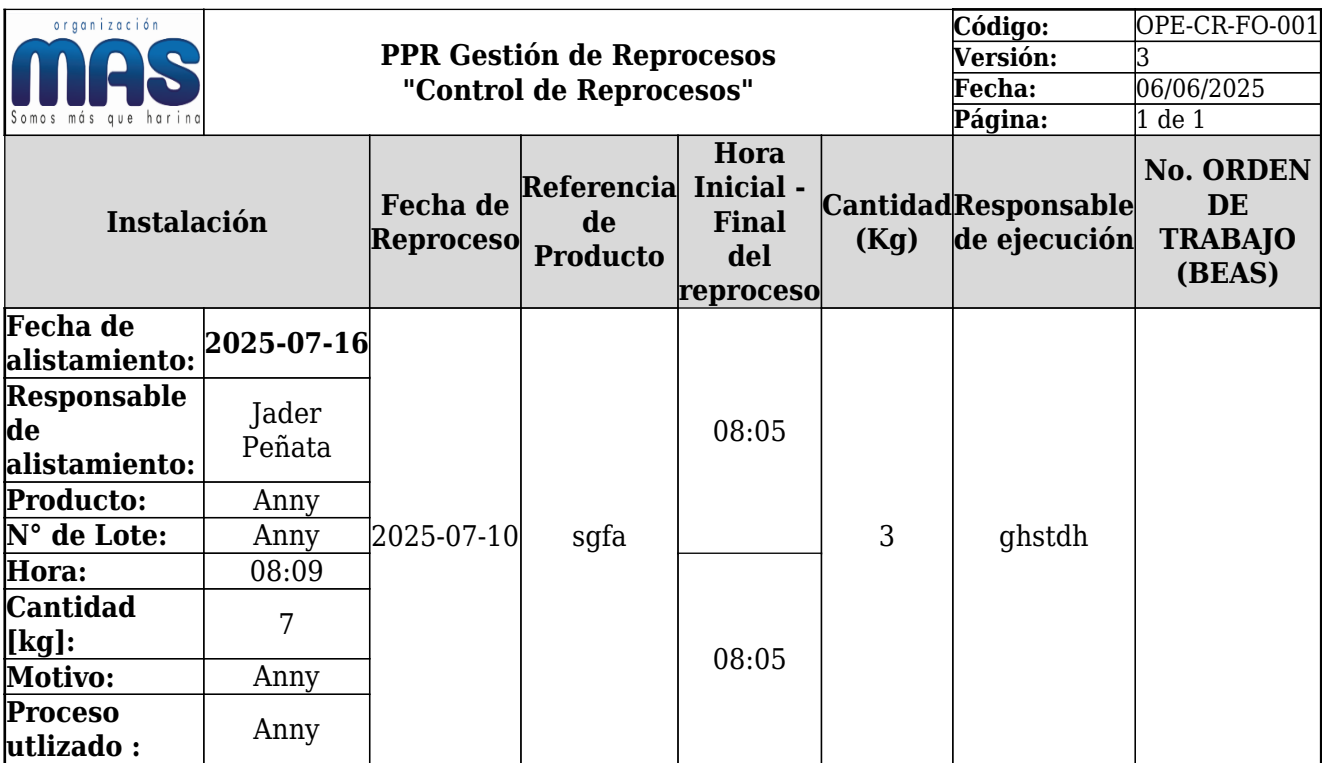 organización
MAS
Somos más que harina
PPR Gestión de Reprocesos
"Control de Reprocesos"
Código: OPE-CR-FO-001
Versión: 3
Fecha: 06/06/2025
Página: 1 de 1
Instalación
Fecha de
Reproceso
Referencia
de
Producto
Hora
Inicial -
Final
del
reproceso
Cantidad
(Kg)
Responsable
de ejecución
No. ORDEN
DE
TRABAJO
(BEAS)
Fecha de
alistamiento:
2025-07-16
Responsable
de
alistamiento:
Jader
Peñata
Producto:
Anny
N° de Lote:
Anny
Hora:
08:09
Cantidad
[kg]:
7
Motivo:
Anny
Proceso
utlizado :
Anny
2025-07-10
sgfa
08:05
08:05
3
ghstdh